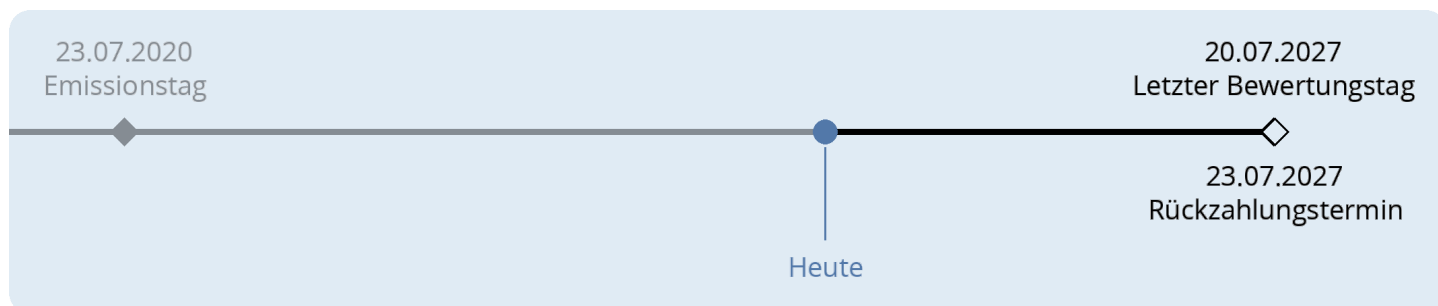 23.07.2020
Emissionstag
20.07.2027
Letzter Bewertungstag
23.07.2027
Rückzahlungstermin
Heute